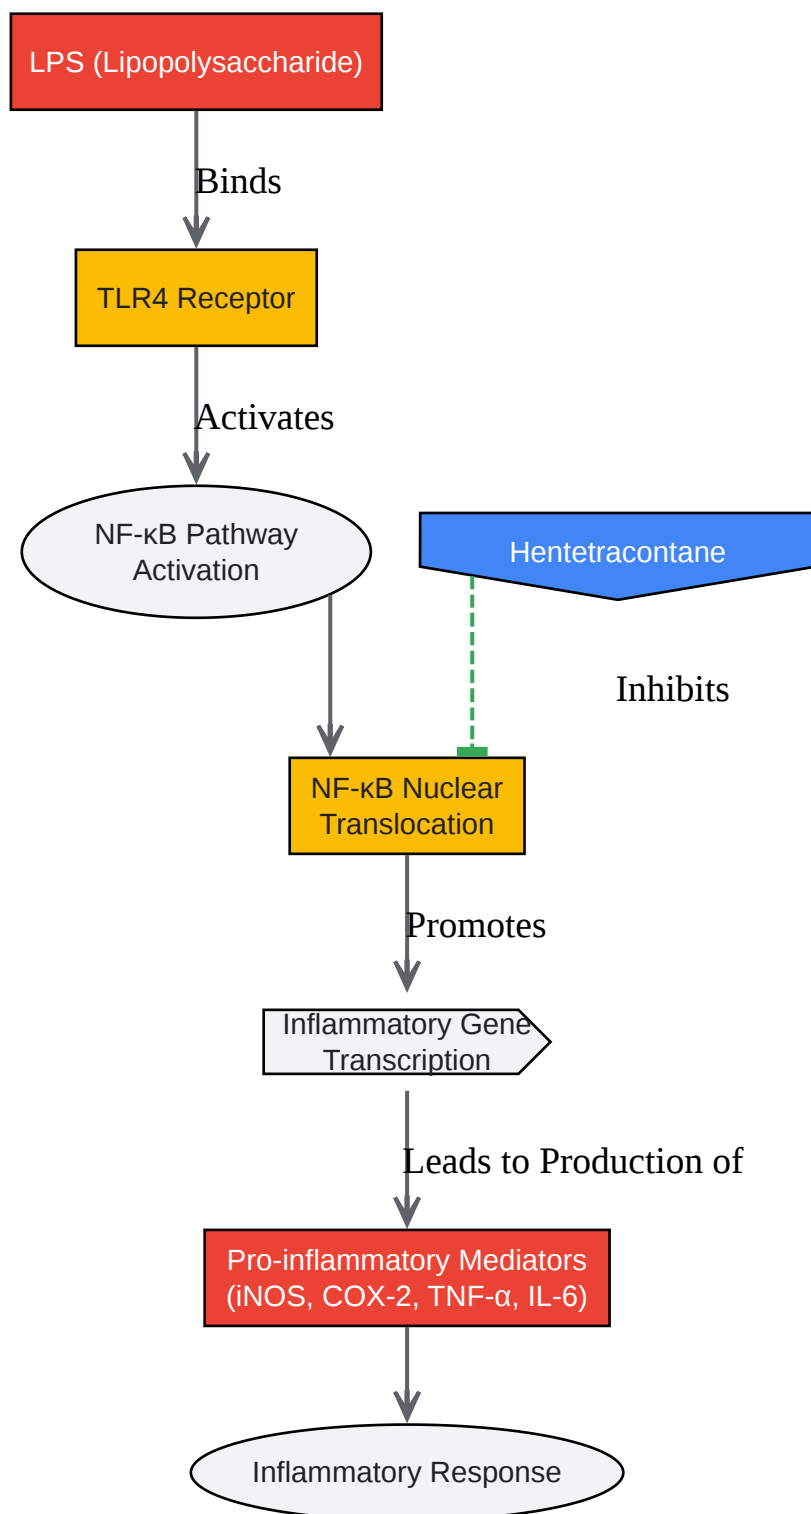 LPS (Lipopolysaccharide)
Binds
TLR4 Receptor
Activates
NF-κB Pathway
Activation
Hentetracontane
Inhibits
NF-κB Nuclear
Translocation
Promotes
Inflammatory Gene
Transcription
Leads to Production of
Pro-inflammatory Mediators
(iNOS, COX-2, TNF-α, IL-6)
Inflammatory Response